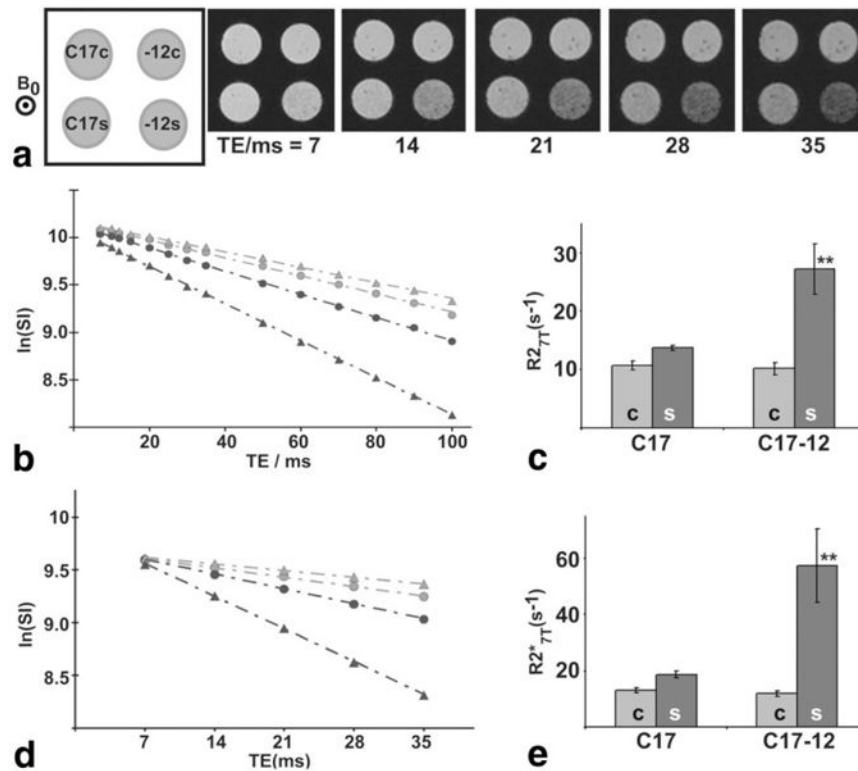 C17c -12c
B0
C17s -12s
a TE/ms = 7 14 21 28 35
10
9.5
9.0
8.5
ln(SI)
20 40 60 80 100
TE / ms
b
30
20
10
R27T(s-1)
**
c s c s
C17 C17-12
c
10
9.5
9.0
8.5
ln(SI)
7 14 21 28 35
TE(ms)
d
60
40
20
R2*7T(s-1)
**
c s c s
C17 C17-12
e